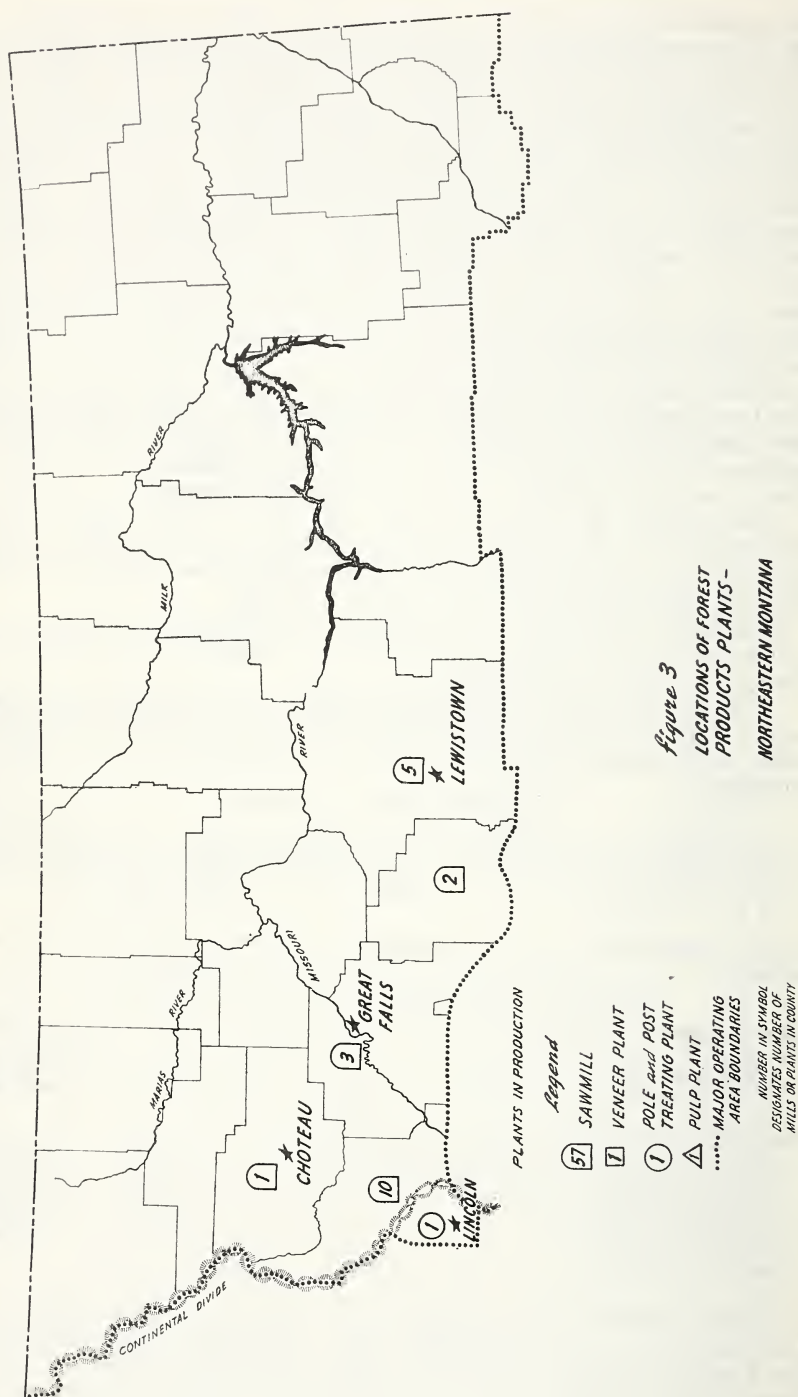 CONTINENTAL DIVIDE
MARIAS
RIVER
MILK
RIVER
MISSOURI
RIVER
1
CHOTEAU
3
GREAT
FALLS
5
LEWISTOWN
2
10
1
LINCOLN
PLANTS IN PRODUCTION
Legend
57 SAWMILL
1 VENEER PLANT
1 POLE and POST
TREATING PLANT
1 PULP PLANT
MAJOR OPERATING
AREA BOUNDARIES
NUMBER IN SYMBOL
DESIGNATES NUMBER OF
MILLS OR PLANTS IN COUNTY
Figure 3
LOCATIONS OF FOREST
PRODUCTS PLANTS-
NORTHEASTERN MONTANA